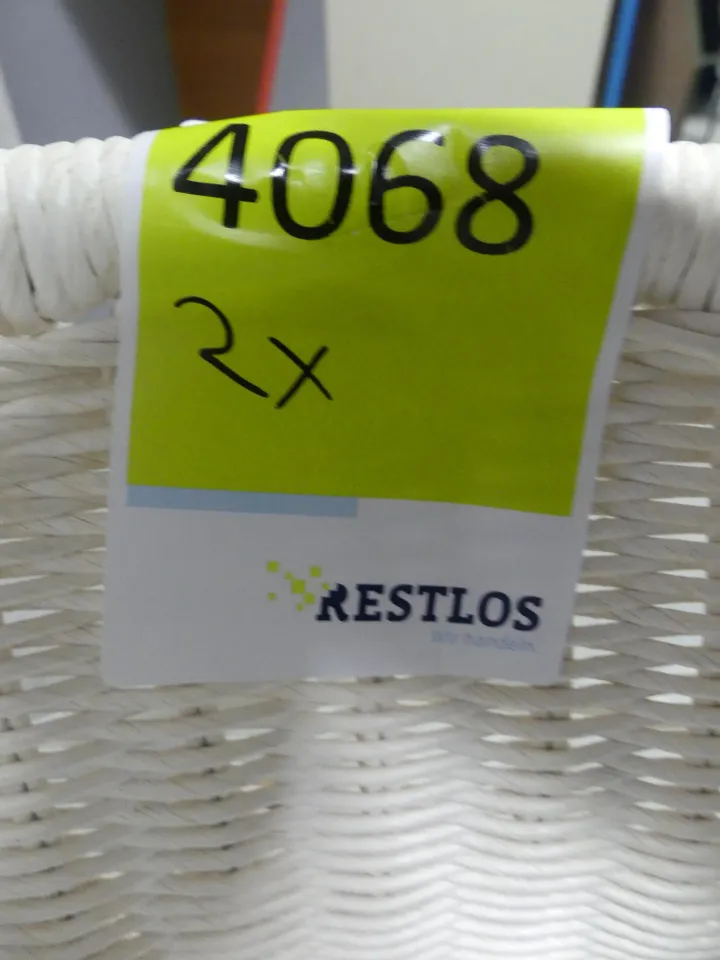 4068
2x
RESTLOS
Wir handeln.